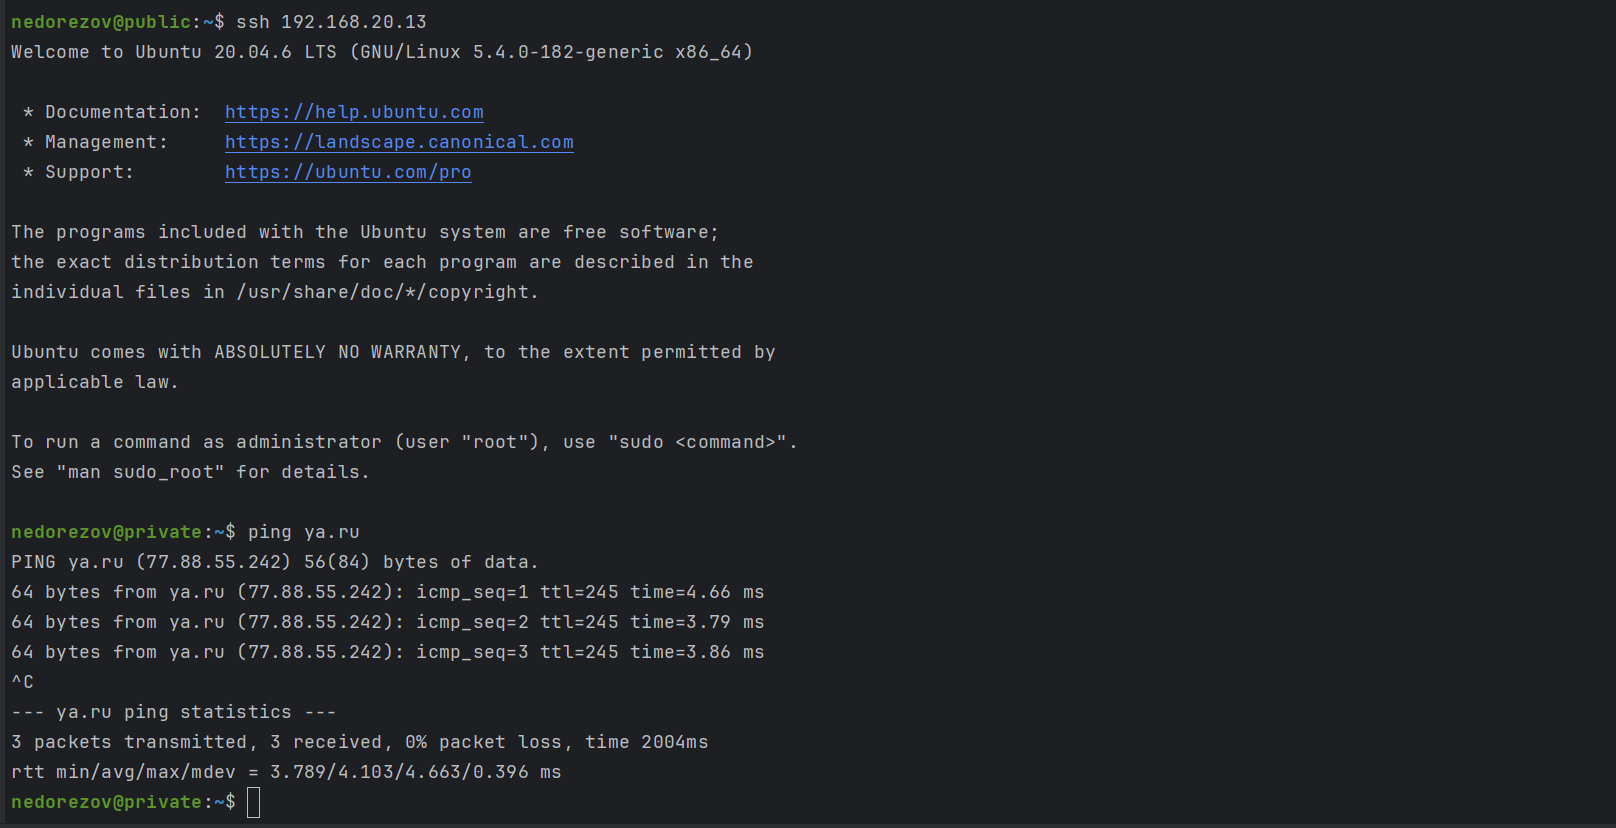 nedorezov@public:~$ ssh 192.168.20.13
Welcome to Ubuntu 20.04.6 LTS (GNU/Linux 5.4.0-182-generic x86_64)
* Documentation:  https://help.ubuntu.com
* Management:     https://landscape.canonical.com
* Support:        https://ubuntu.com/pro
The programs included with the Ubuntu system are free software;
the exact distribution terms for each program are described in the
individual files in /usr/share/doc/*/copyright.
Ubuntu comes with ABSOLUTELY NO WARRANTY, to the extent permitted by
applicable law.
To run a command as administrator (user "root"), use "sudo <command>".
See "man sudo_root" for details.
nedorezov@private:~$ ping ya.ru
PING ya.ru (77.88.55.242) 56(84) bytes of data.
64 bytes from ya.ru (77.88.55.242): icmp_seq=1 ttl=245 time=4.66 ms
64 bytes from ya.ru (77.88.55.242): icmp_seq=2 ttl=245 time=3.79 ms
64 bytes from ya.ru (77.88.55.242): icmp_seq=3 ttl=245 time=3.86 ms
^C
--- ya.ru ping statistics ---
3 packets transmitted, 3 received, 0% packet loss, time 2004ms
rtt min/avg/max/mdev = 3.789/4.103/4.663/0.396 ms
nedorezov@private:~$